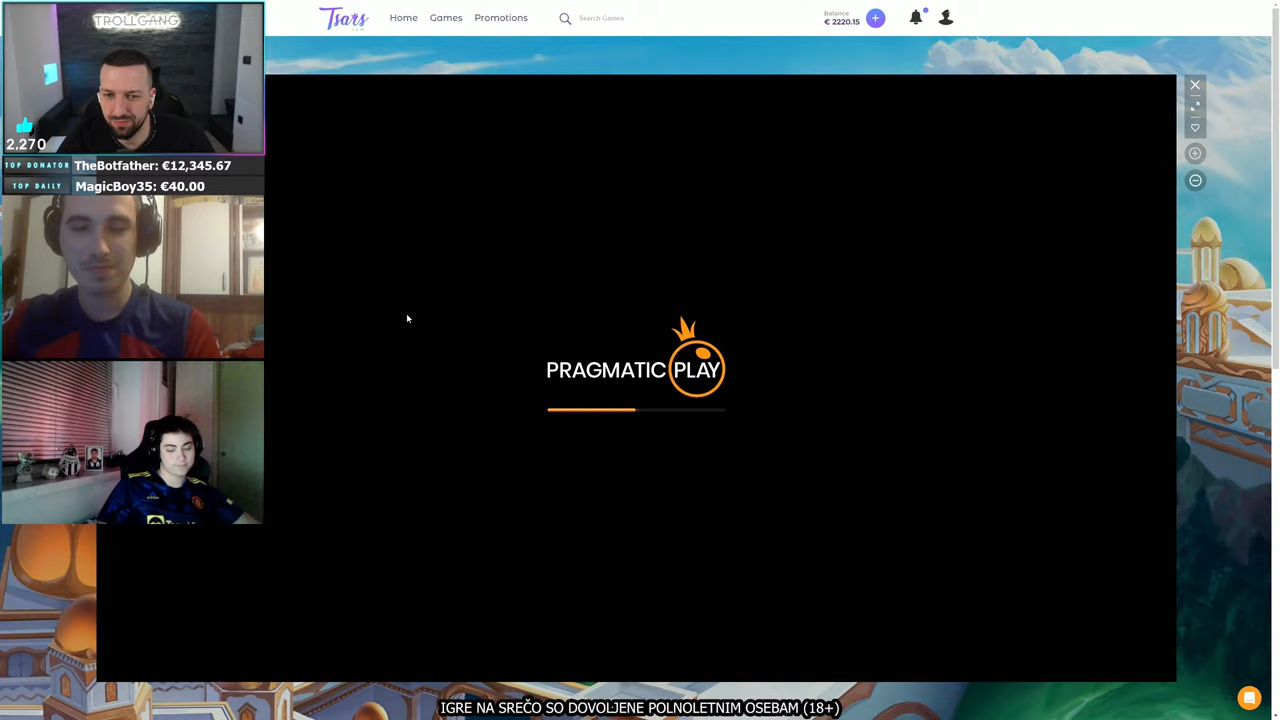 TROLLGANG
2,270
TOP DONATOR TheBotfather: €12,345.67
TOP DAILY MagicBoy35: €40.00
Tsars
Home Games Promotions Search Games
Balance
€ 2220.15
PRAGMATIC PLAY
IGRE NA SREČO SO DOVOLJENE POLNOLETNIM OSEBAM (18+)